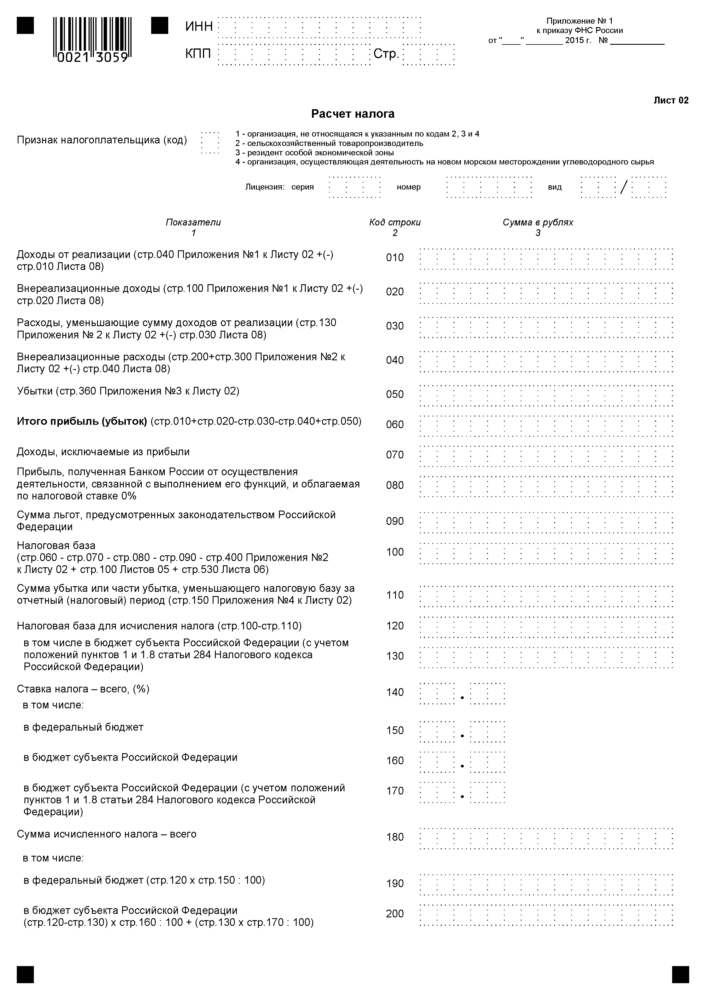 0021 3059
ИНН
КПП
Стр.
Приложение № 1
к приказу ФНС России
от "____" __________ 2015 г. № ___________
Лист 02
Расчет налога
Признак налогоплательщика (код)
1 - организация, не относящаяся к указанным по кодам 2, 3 и 4
2 - сельскохозяйственный товаропроизводитель
3 - резидент особой экономической зоны
4 - организация, осуществляющая деятельность на новом морском месторождении углеводородного сырья
Лицензия: серия номер вид /
Показатели Код строки Сумма в рублях
1 2 3
Доходы от реализации (стр.040 Приложения №1 к Листу 02 +(-)
стр.010 Листа 08)
010
Внереализационные доходы (стр.100 Приложения №1 к Листу 02 +(-)
стр.020 Листа 08)
020
Расходы, уменьшающие сумму доходов от реализации (стр.130
Приложения № 2 к Листу 02 +(-) стр.030 Листа 08)
030
Внереализационные расходы (стр.200+стр.300 Приложения №2 к
Листу 02 +(-) стр.040 Листа 08)
040
Убытки (стр.360 Приложения №3 к Листу 02)
050
Итого прибыль (убыток) (стр.010+стр.020-стр.030-стр.040+стр.050)
060
Доходы, исключаемые из прибыли
070
Прибыль, полученная Банком России от осуществления
деятельности, связанной с выполнением его функций, и облагаемая
по налоговой ставке 0%
080
Сумма льгот, предусмотренных законодательством Российской
Федерации
090
Налоговая база
(стр.060 - стр.070 - стр.080 - стр.090 - стр.400 Приложения №2
к Листу 02 + стр.100 Листов 05 + стр.530 Листа 06)
100
Сумма убытка или части убытка, уменьшающего налоговую базу за
отчетный (налоговый) период (стр.150 Приложения №4 к Листу 02)
110
Налоговая база для исчисления налога (стр.100-стр.110)
120
в том числе в бюджет субъекта Российской Федерации (с учетом
положений пунктов 1 и 1.8 статьи 284 Налогового кодекса
Российской Федерации)
130
Ставка налога – всего, (%)
140
.
в том числе:
в федеральный бюджет
150
.
в бюджет субъекта Российской Федерации
160
.
в бюджет субъекта Российской Федерации (с учетом положений
пунктов 1 и 1.8 статьи 284 Налогового кодекса Российской
Федерации)
170
.
Сумма исчисленного налога – всего
180
в том числе:
в федеральный бюджет (стр.120 х стр.150 : 100)
190
в бюджет субъекта Российской Федерации
(стр.120-стр.130) х стр.160 : 100 + (стр.130 х стр.170 : 100)
200